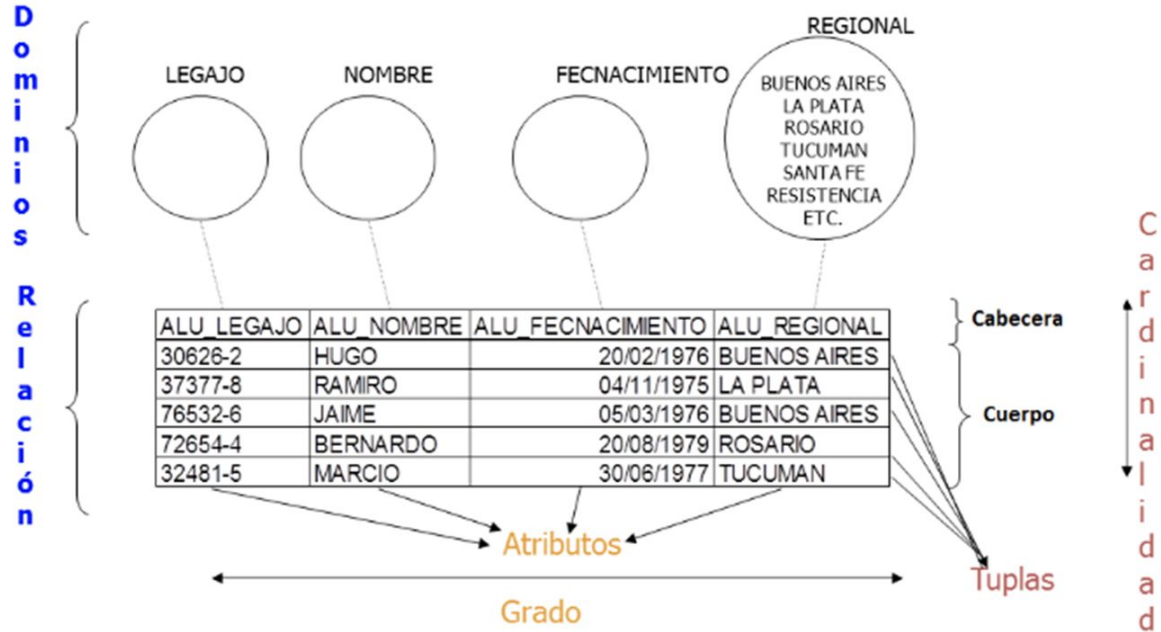 Dominios
LEGAJO
NOMBRE
FECNACIMIENTO
REGIONAL
BUENOS AIRES
LA PLATA
ROSARIO
TUCUMAN
SANTA FE
RESISTENCIA
ETC.
Relación
ALU_LEGAJO ALU_NOMBRE ALU_FECNACIMIENTO ALU_REGIONAL
30626-2 HUGO 20/02/1976 BUENOS AIRES
37377-8 RAMIRO 04/11/1975 LA PLATA
76532-6 JAIME 05/03/1976 BUENOS AIRES
72654-4 BERNARDO 20/08/1979 ROSARIO
32481-5 MARCIO 30/06/1977 TUCUMAN
Cabecera
Cuerpo
Cardinalidad
Atributos
Tuplas
Grado